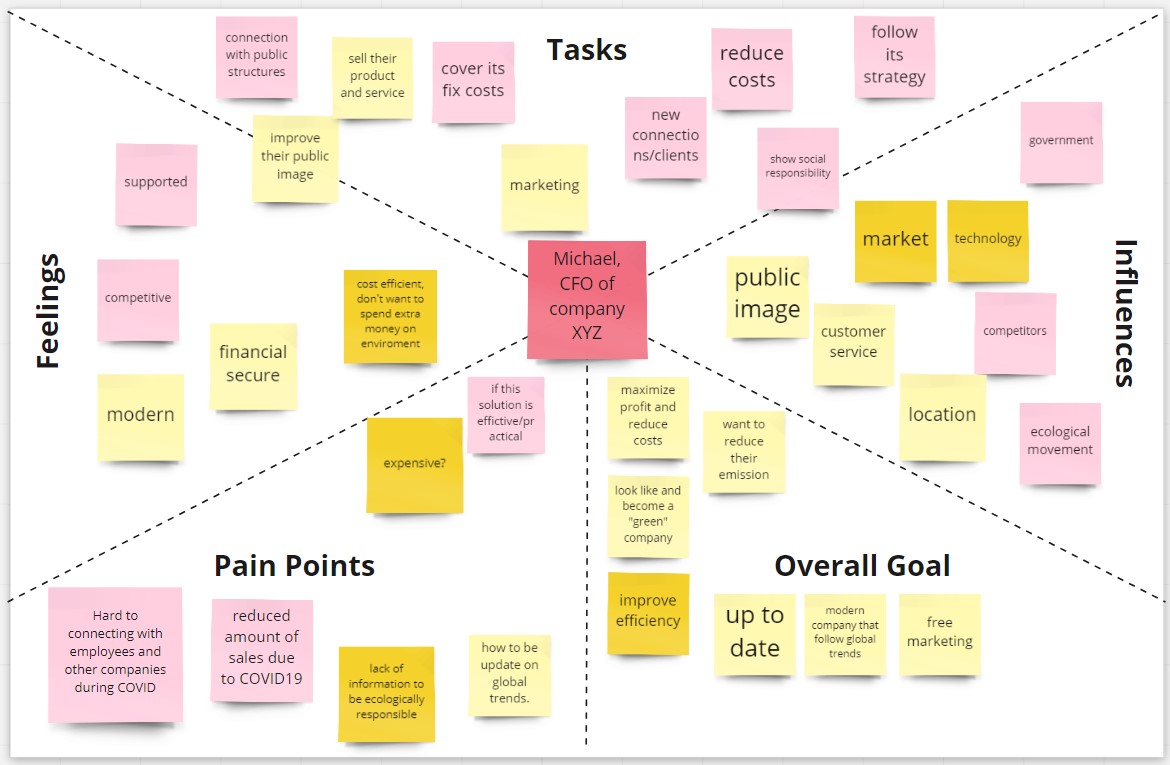 Tasks
connection
with public
structures
sell their
product
and service
cover its
fix costs
reduce
costs
follow
its
strategy
improve
their public
image
marketing
new
connectio
ns/clients
show social
responsibility
Michael,
CFO of
company
XYZ
Feelings
supported
competitive
modern
financial
secure
cost efficient,
don't want to
spend extra
money on
enviroment
Influences
government
market
technology
public
image
customer
service
competitors
location
ecological
movement
Pain Points
if this
solution is
effictive/pr
actical
expensive?
Hard to
connecting with
employees and
other companies
during COVID
reduced
amount of
sales due
to COVID19
lack of
information to
be ecologically
responsible
how to be
update on
global
trends.
Overall Goal
maximize
profit and
reduce
costs
want to
reduce
their
emission
look like and
become a
"green"
company
improve
efficiency
up to
date
modern
company that
follow global
trends
free
marketing